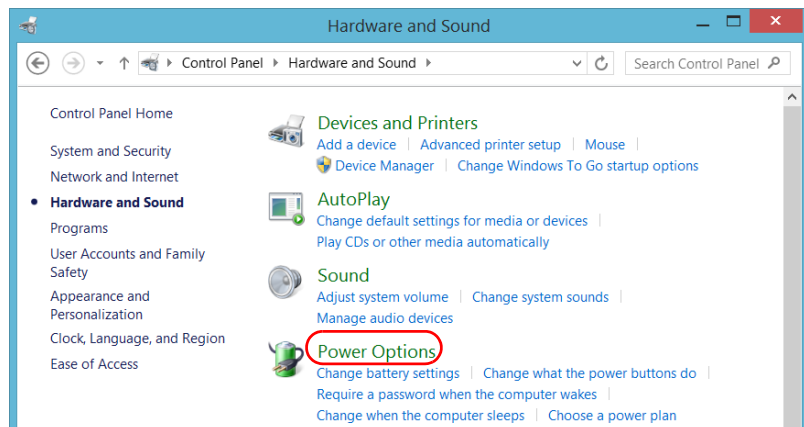 Hardware and Sound
Control Panel Hardware and Sound
Search Control Panel
Control Panel Home
System and Security
Network and Internet
Hardware and Sound
Programs
User Accounts and Family
Safety
Appearance and
Personalization
Clock, Language, and Region
Ease of Access
Devices and Printers
Add a device Advanced printer setup Mouse
Device Manager Change Windows To Go startup options
AutoPlay
Change default settings for media or devices
Play CDs or other media automatically
Sound
Adjust system volume Change system sounds
Manage audio devices
Power Options
Change battery settings Change what the power buttons do
Require a password when the computer wakes
Change when the computer sleeps Choose a power plan